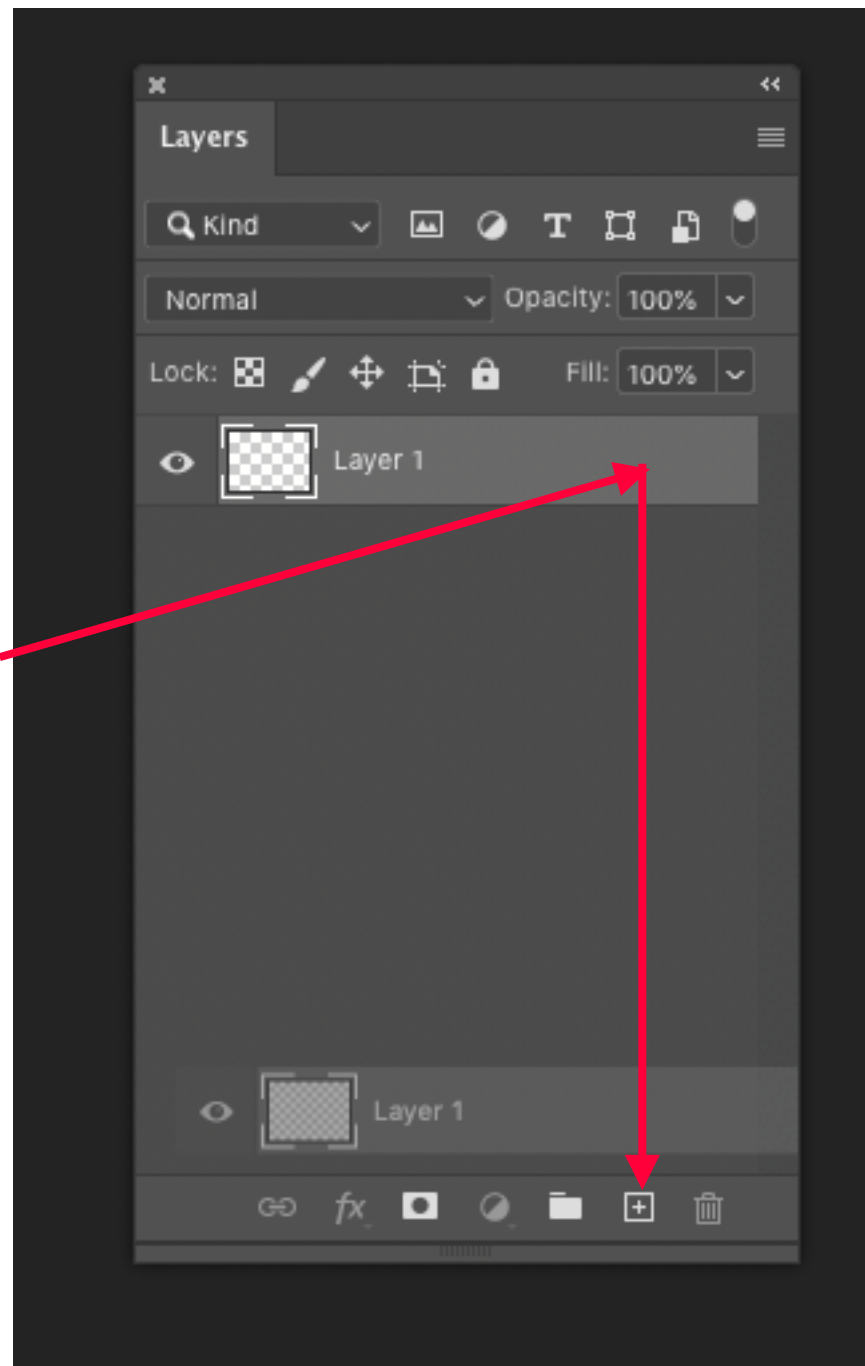 Layers
Kind
T
Normal
Opacity: 100%
Lock:
Fill: 100%
Layer 1
Layer 1
fx